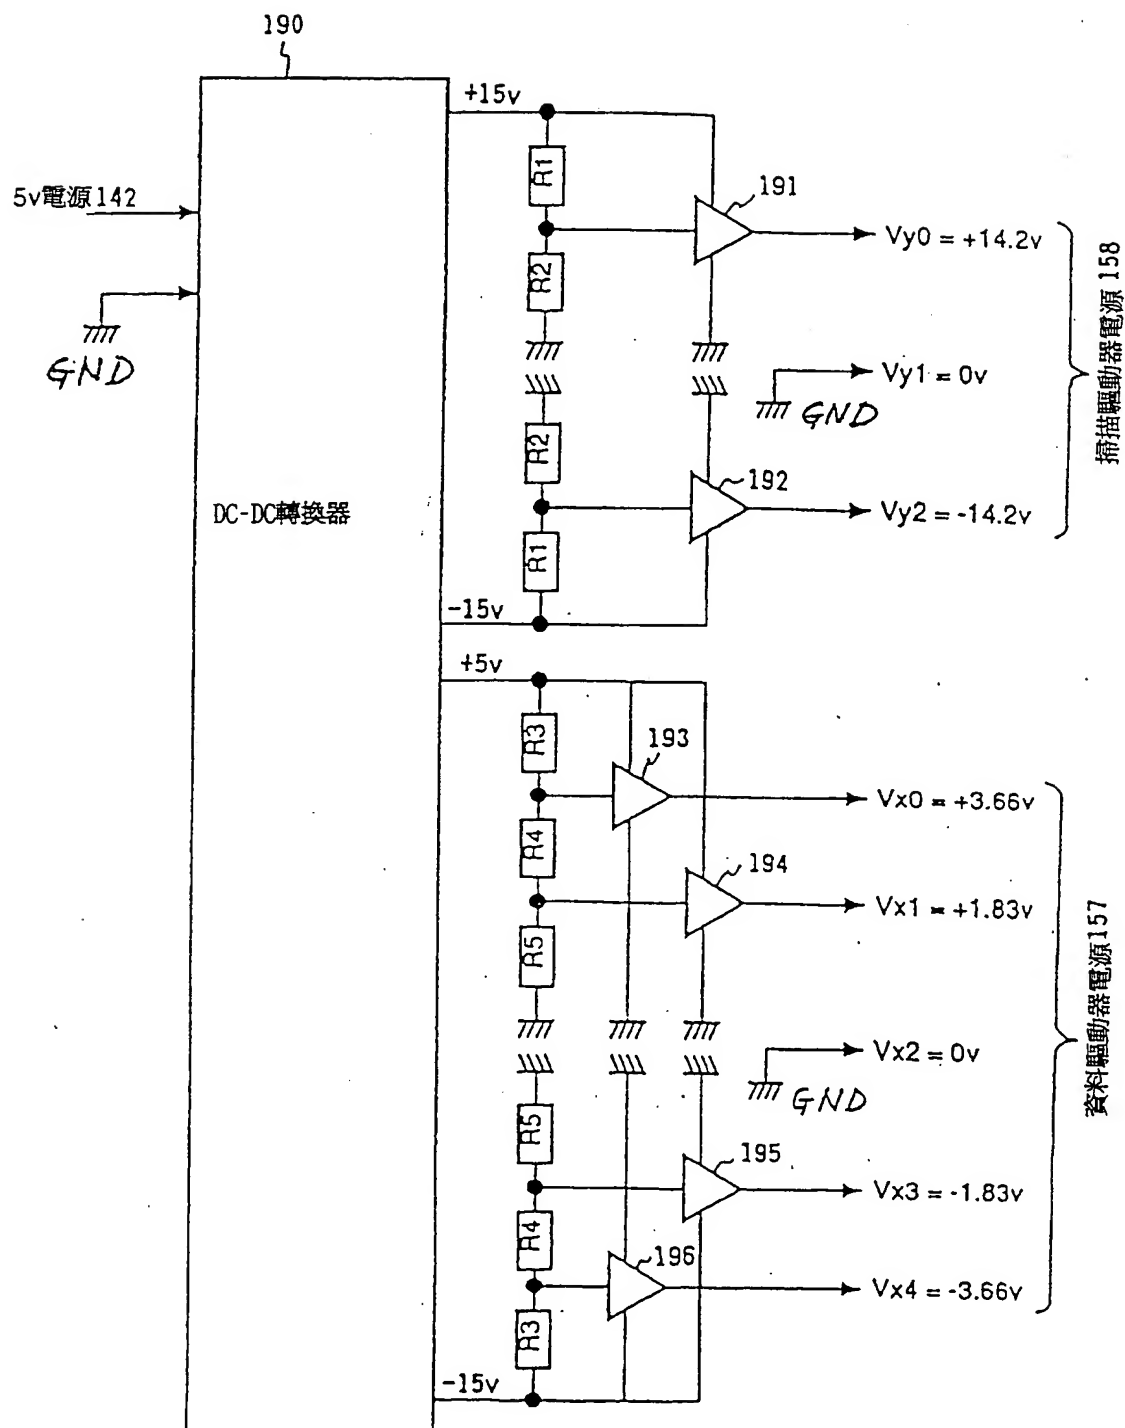 190
+15v
R1
191
5v電源142
Vy0 = +14.2v
R2
GND
Vy1 = 0v
GND
掃描驅動器電源 158
R2
192
DC-DC轉換器
Vy2 = -14.2v
R1
-15v
+5v
R3
193
Vx0 = +3.66v
R4
194
Vx1 = +1.83v
R5
Vx2 = 0v
GND
資料驅動器電源157
R5
195
Vx3 = -1.83v
R4
196
Vx4 = -3.66v
R3
-15v